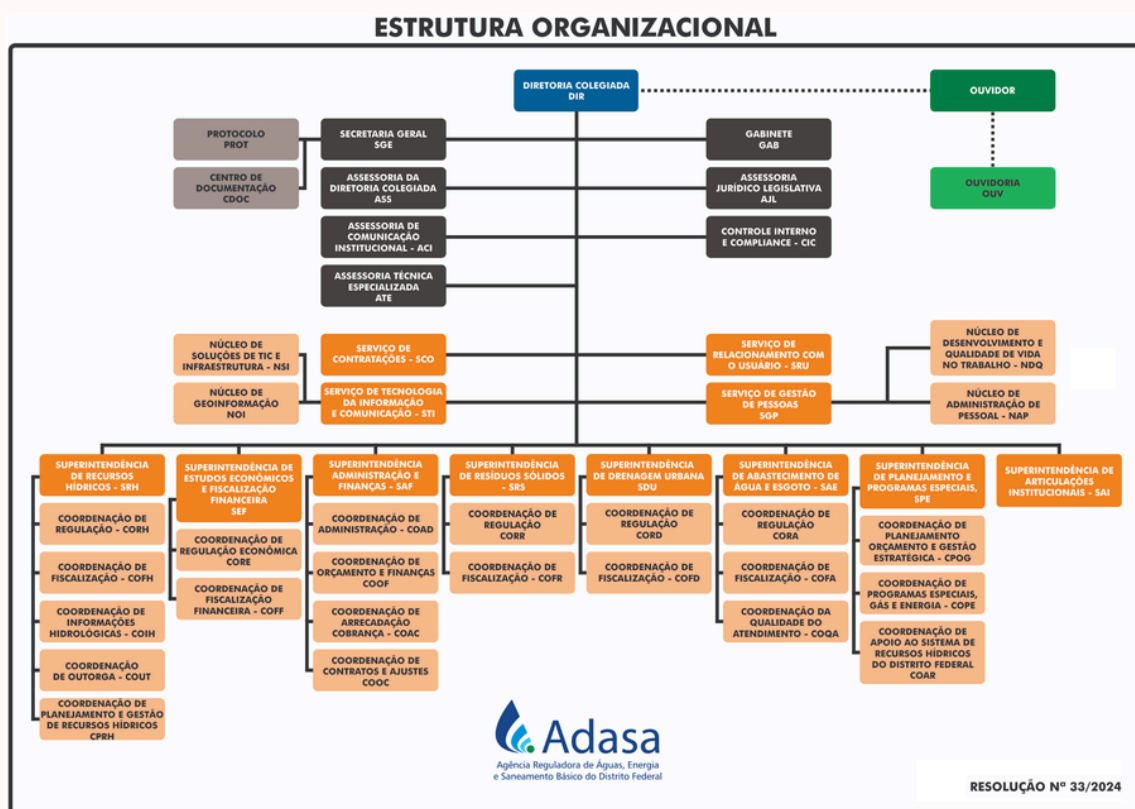 ESTRUTURA ORGANIZACIONAL
DIRETORIA COLEGIADA
DIR
OUVIDOR
PROTOCOLO
PROT
SECRETARIA GERAL
SGE
GABINETE
GAB
CENTRO DE
DOCUMENTAÇÃO
CDOC
ASSESSORIA DA
DIRETORIA COLEGIADA
ASS
ASSESSORIA
JURÍDICO LEGISLATIVA
AJL
OUVIDORIA
OUV
ASSESSORIA DE
COMUNICAÇÃO
INSTITUCIONAL - ACI
CONTROLE INTERNO
E COMPLIANCE - CIC
ASSESSORIA TÉCNICA
ESPECIALIZADA
ATE
NÚCLEO DE
SOLUÇÕES DE TIC E
INFRAESTRUTURA - NSI
SERVIÇO DE
CONTRATAÇÕES - SCO
SERVIÇO DE
RELACIONAMENTO COM
O USUÁRIO - SRU
NÚCLEO DE
DESENVOLVIMENTO E
QUALIDADE DE VIDA
NO TRABALHO - NDQ
NÚCLEO DE
GEOINFORMAÇÃO
NOI
SERVIÇO DE TECNOLOGIA
DA INFORMAÇÃO
E COMUNICAÇÃO - STI
SERVIÇO DE GESTÃO
DE PESSOAS
SGP
NÚCLEO DE
ADMINISTRAÇÃO DE
PESSOAL - NAP
SUPERINTENDÊNCIA
DE RECURSOS
HÍDRICOS - SRH
COORDENAÇÃO DE
REGULAÇÃO - CORH
COORDENAÇÃO DE
FISCALIZAÇÃO - COFH
COORDENAÇÃO DE
INFORMAÇÕES
HIDROLÓGICAS - COIH
COORDENAÇÃO
DE OUTORGA - COUT
COORDENAÇÃO DE
PLANEJAMENTO E GESTÃO
DE RECURSOS HÍDRICOS
CPRH
SUPERINTENDÊNCIA DE
ESTUDOS ECONÔMICOS
E FISCALIZAÇÃO
FINANCEIRA
SEF
COORDENAÇÃO DE
REGULAÇÃO ECONÔMICA
CORE
COORDENAÇÃO DE
FISCALIZAÇÃO
FINANCEIRA - COFF
SUPERINTENDÊNCIA
ADMINISTRAÇÃO E
FINANÇAS - SAF
COORDENAÇÃO DE
ADMINISTRAÇÃO - COAD
COORDENAÇÃO DE
ORÇAMENTO E FINANÇAS
COOF
COORDENAÇÃO DE
ARRECADAÇÃO
COBRANÇA - COAC
COORDENAÇÃO DE
CONTRATOS E AJUSTES
COOC
SUPERINTENDÊNCIA
DE RESÍDUOS SÓLIDOS
- SRS
COORDENAÇÃO DE
REGULAÇÃO
CORR
COORDENAÇÃO DE
FISCALIZAÇÃO - COFR
SUPERINTENDÊNCIA
DE DRENAGEM URBANA
SDU
COORDENAÇÃO DE
REGULAÇÃO
CORD
COORDENAÇÃO DE
FISCALIZAÇÃO - COFD
SUPERINTENDÊNCIA
DE ABASTECIMENTO DE
ÁGUA E ESGOTO - SAE
COORDENAÇÃO DE
REGULAÇÃO
CORA
COORDENAÇÃO DE
FISCALIZAÇÃO - COFA
COORDENAÇÃO DA
QUALIDADE DO
ATENDIMENTO - COQA
SUPERINTENDÊNCIA
DE PLANEJAMENTO E
PROGRAMAS ESPECIAIS,
SPE
COORDENAÇÃO DE
PLANEJAMENTO
ORÇAMENTO E GESTÃO
ESTRATÉGICA - CPOG
COORDENAÇÃO DE
PROGRAMAS ESPECIAIS,
GÁS E ENERGIA - COPE
COORDENAÇÃO DE
APOIO AO SISTEMA DE
RECURSOS HÍDRICOS
DO DISTRITO FEDERAL
COAR
SUPERINTENDÊNCIA DE
ARTICULAÇÕES
INSTITUCIONAIS - SAI
Adasa
Agência Reguladora de Águas, Energia
e Saneamento Básico do Distrito Federal
RESOLUÇÃO Nº 33/2024